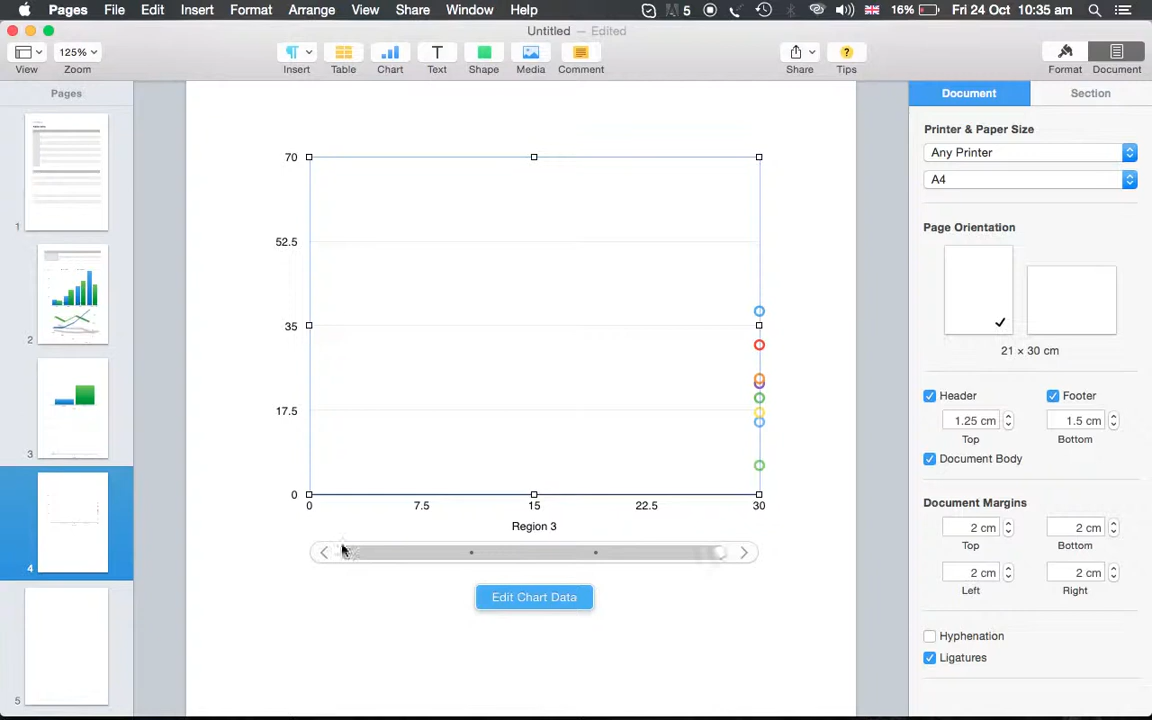 Pages File Edit Insert Format Arrange View Share Window Help 5 16% Fri 24 Oct 10:35 am
Untitled — Edited
125%
View Zoom Insert Table Chart Text Shape Media Comment Share Tips Format Document
Pages
1
2
3
4
5
70
52.5
35
17.5
0
0 7.5 15 22.5 30
Region 3
Edit Chart Data
Document Section
Printer & Paper Size
Any Printer
A4
Page Orientation
21 × 30 cm
Header Footer
1.25 cm 1.5 cm
Top Bottom
Document Body
Document Margins
2 cm 2 cm
Top Bottom
2 cm 2 cm
Left Right
Hyphenation
Ligatures